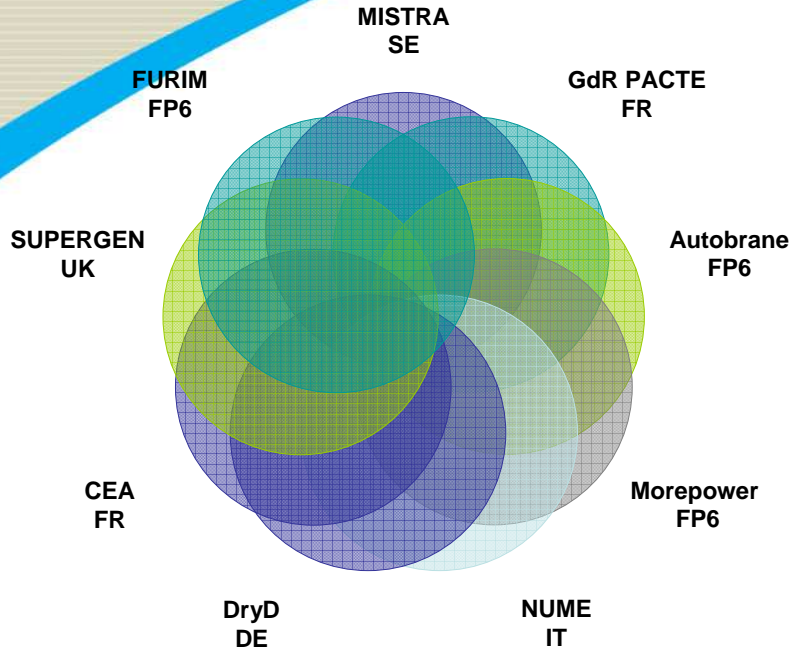 MISTRA
SE
FURIM
FP6
GdR PACTE
FR
SUPERGEN
UK
Autobrane
FP6
CEA
FR
Morepower
FP6
DryD
DE
NUME
IT